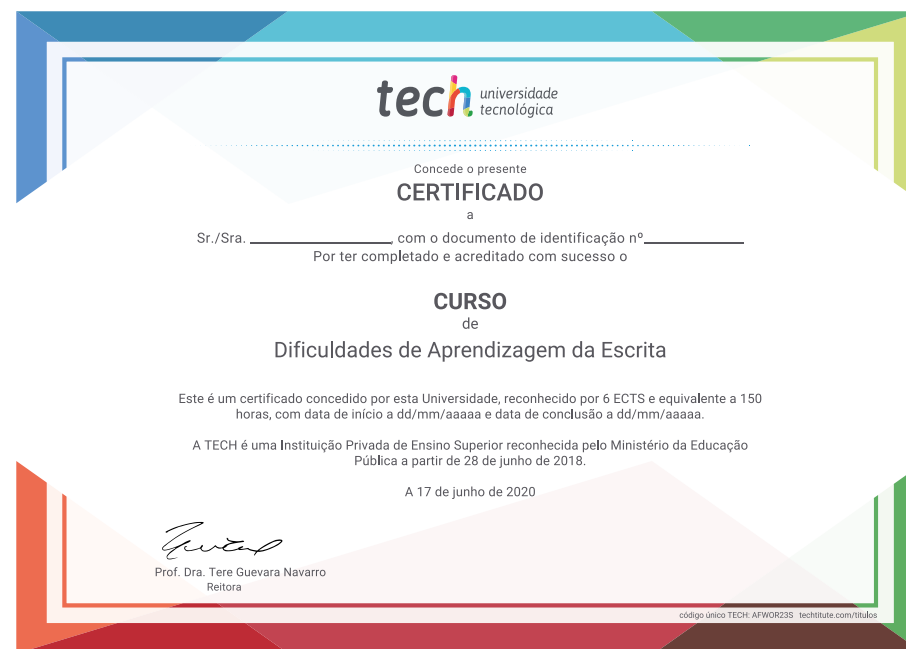 tech universidade
tecnológica
Concede o presente
CERTIFICADO
a
Sr./Sra. ____________, com o documento de identificação nº____________
Por ter completado e acreditado com sucesso o
CURSO
de
Dificuldades de Aprendizagem da Escrita
Este é um certificado concedido por esta Universidade, reconhecido por 6 ECTS e equivalente a 150
horas, com data de início a dd/mm/aaaaa e data de conclusão a dd/mm/aaaaa.
A TECH é uma Instituição Privada de Ensino Superior reconhecida pelo Ministério da Educação
Pública a partir de 28 de junho de 2018.
A 17 de junho de 2020
Prof. Dra. Tere Guevara Navarro
Reitora
código único TECH: AFWOR23S techtitute.com/titulos